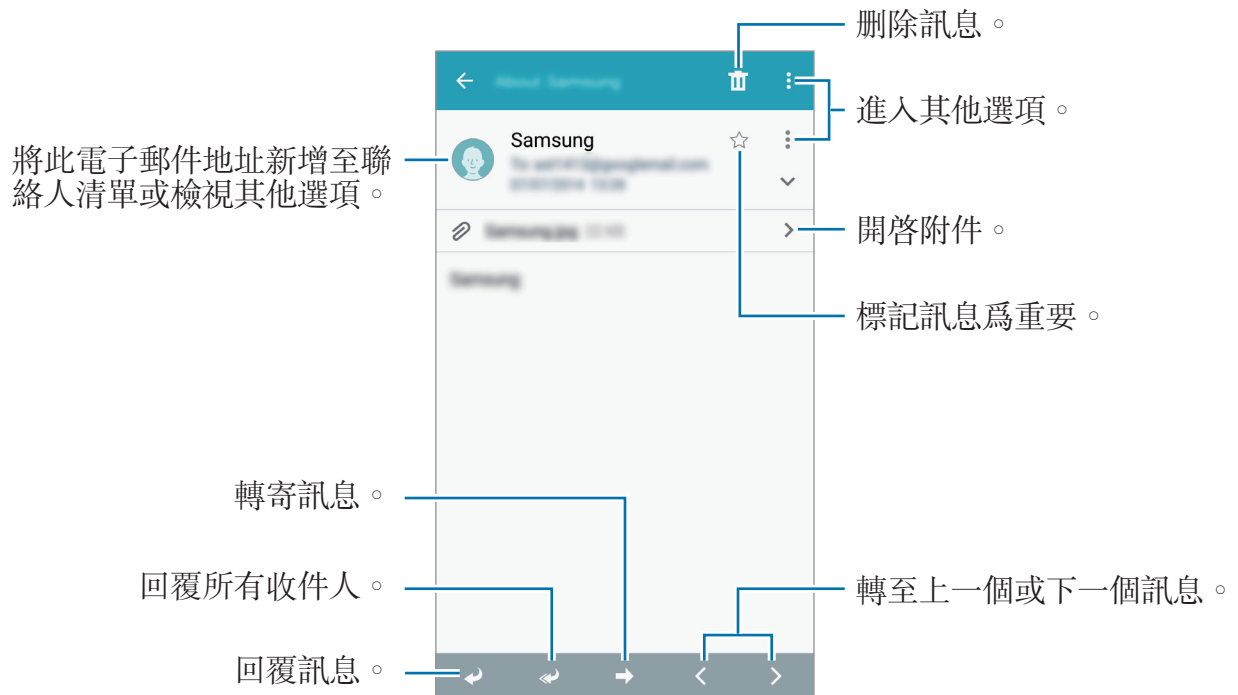 刪除訊息。
進入其他選項。
Samsung
將此電子郵件地址新增至聯
絡人清單或檢視其他選項。
開啓附件。
標記訊息爲重要。
轉寄訊息。
回覆所有收件人。
轉至上一個或下一個訊息。
回覆訊息。